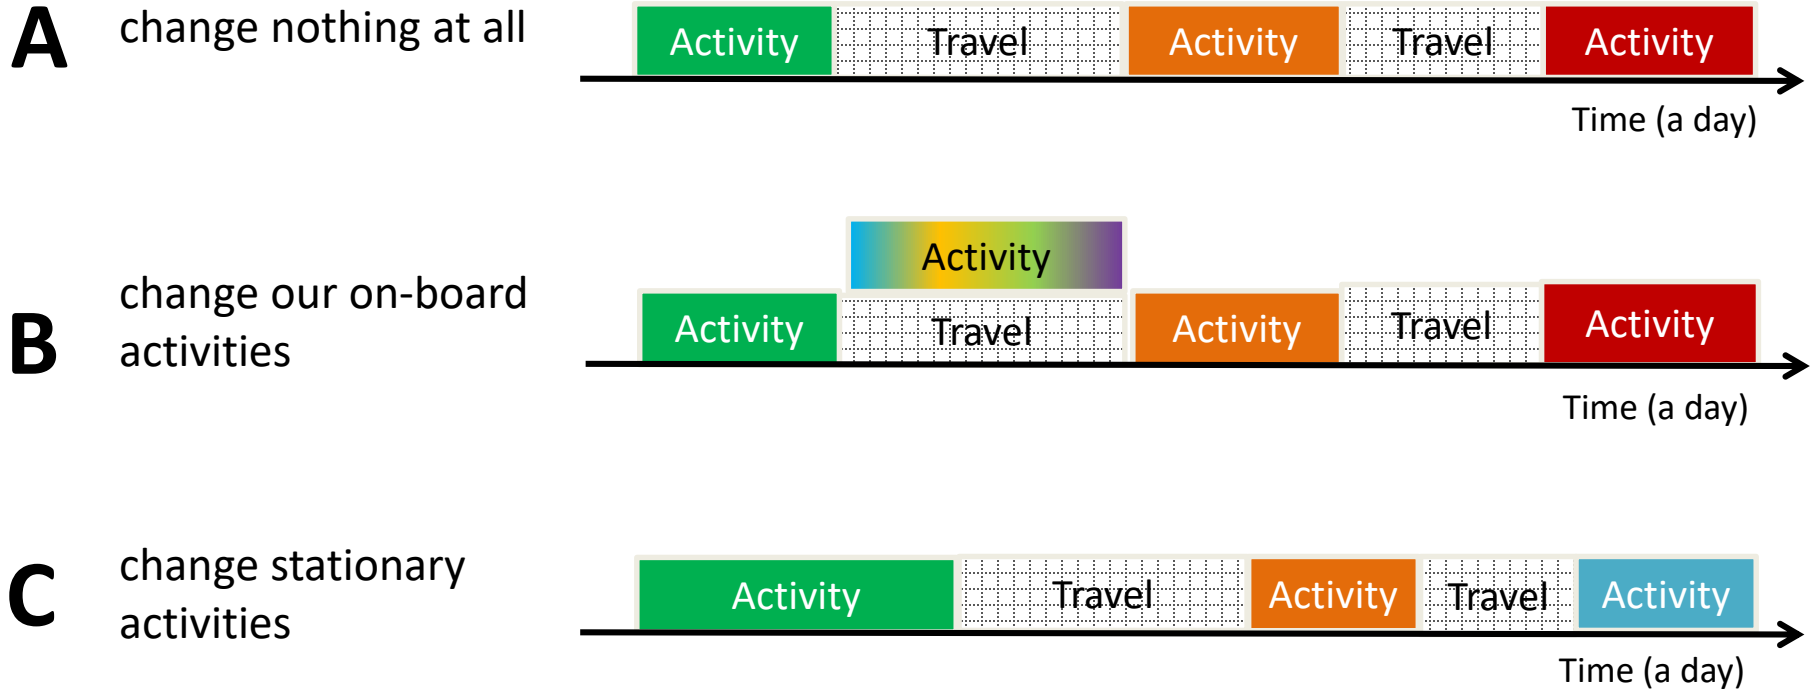 A
change nothing at all
Activity Travel Activity Travel Activity
Time (a day)
B
change our on-board
activities
Activity
Activity Travel Activity Travel Activity
Time (a day)
C
change stationary
activities
Activity Travel Activity Travel Activity
Time (a day)